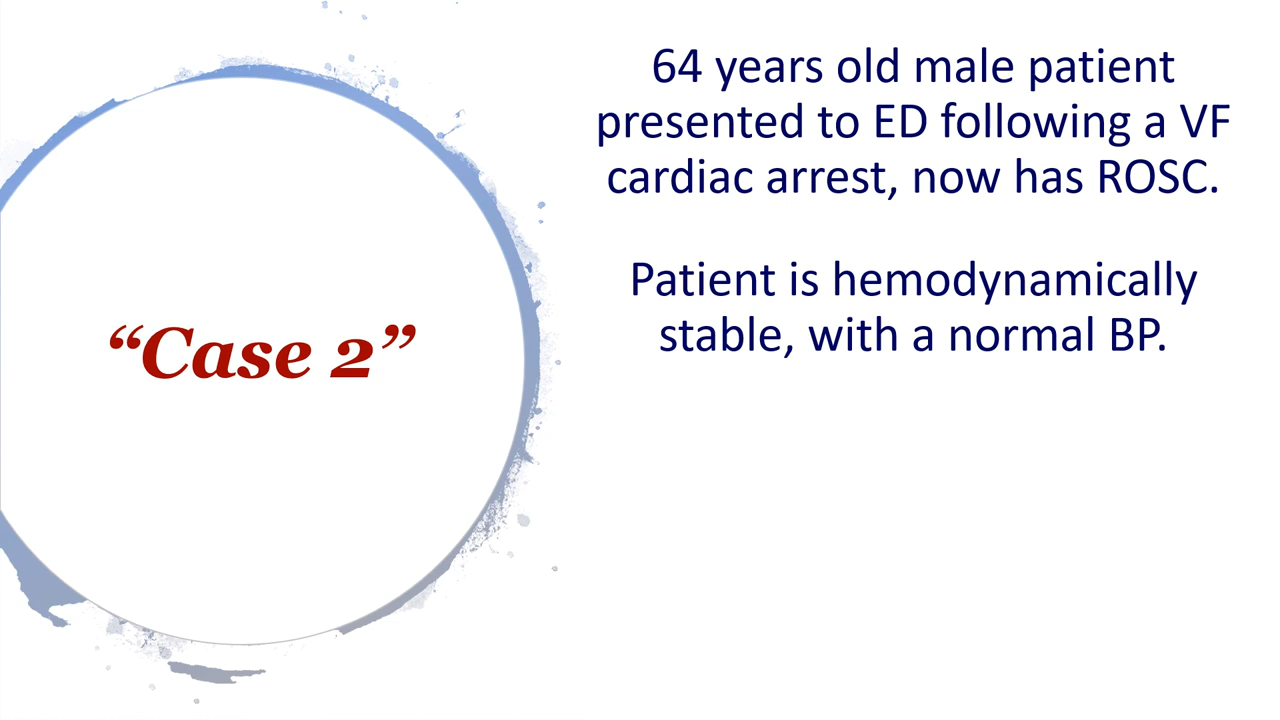 “Case 2”
64 years old male patient
presented to ED following a VF
cardiac arrest, now has ROSC.
Patient is hemodynamically
stable, with a normal BP.